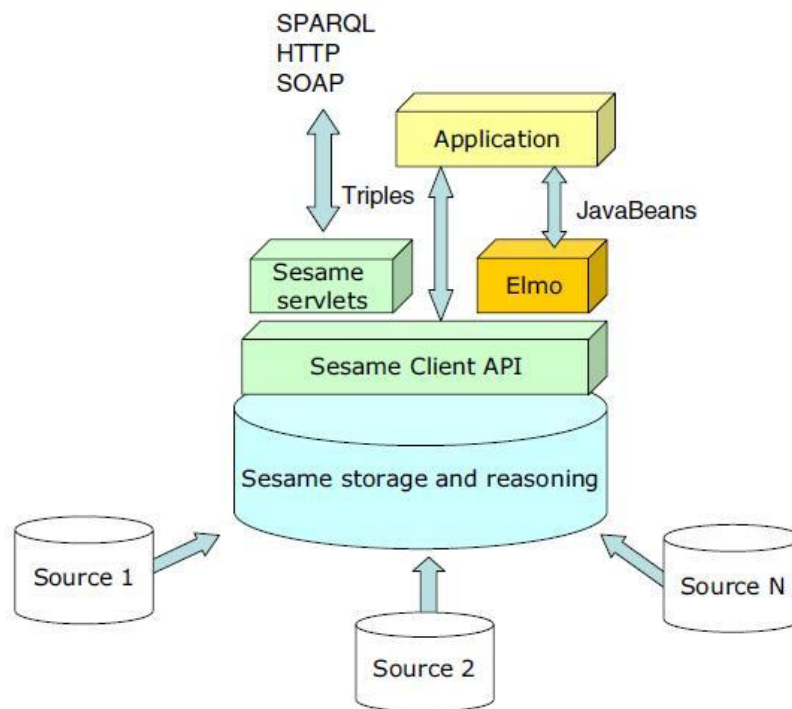 SPARQL
HTTP
SOAP
Application
Triples
JavaBeans
Sesame
servlets
Elmo
Sesame Client API
Sesame storage and reasoning
Source 1
Source N
Source 2